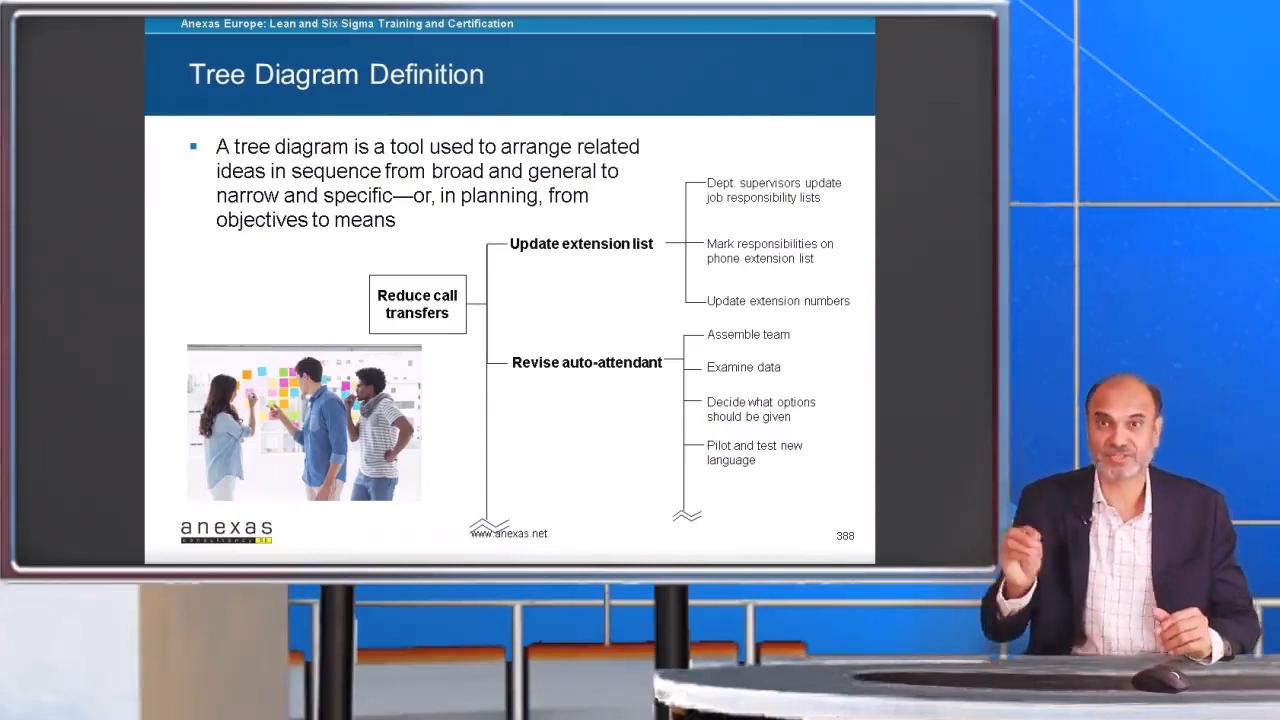 Anexas Europe: Lean and Six Sigma Training and Certification
Tree Diagram Definition
A tree diagram is a tool used to arrange related
ideas in sequence from broad and general to
narrow and specific—or, in planning, from
objectives to means
Dept. supervisors update
job responsibility lists
Update extension list
Mark responsibilities on
phone extension list
Reduce call
transfers
Update extension numbers
Assemble team
Revise auto-attendant
Examine data
Decide what options
should be given
Pilot and test new
language
anexas
consultancy
www.anexas.net
388